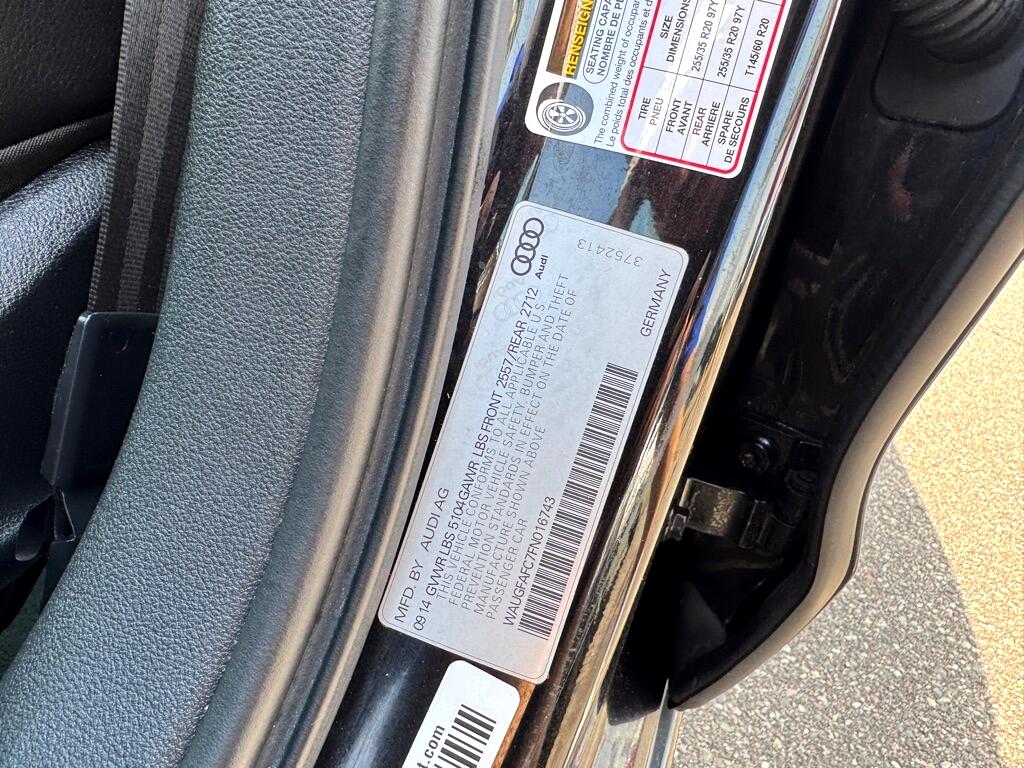 RENSEIGN
SEATING CAPA
NOMBRE DE PL
The combined weight of occupan
Le poids total des occupants et d
TIRE SIZE
PNEU DIMENSIONS
FRONT 255/35 R20 97Y
AVANT
REAR 255/35 R20 97Y
ARRIERE
SPARE T145/60 R20
DE SECOURS
Audi
3752413
MFD. BY AUDI AG
09 14 GVWR LBS 5104 GAWR LBS FRONT 2557/REAR 2712
THIS VEHICLE CONFORMS TO ALL APPLICABLE U.S.
FEDERAL MOTOR VEHICLE SAFETY, BUMPER AND THEFT
PREVENTION STANDARDS IN EFFECT ON THE DATE OF
MANUFACTURE SHOWN ABOVE
PASSENGER CAR
WAUGFAFC7FN016743
GERMANY
t.com